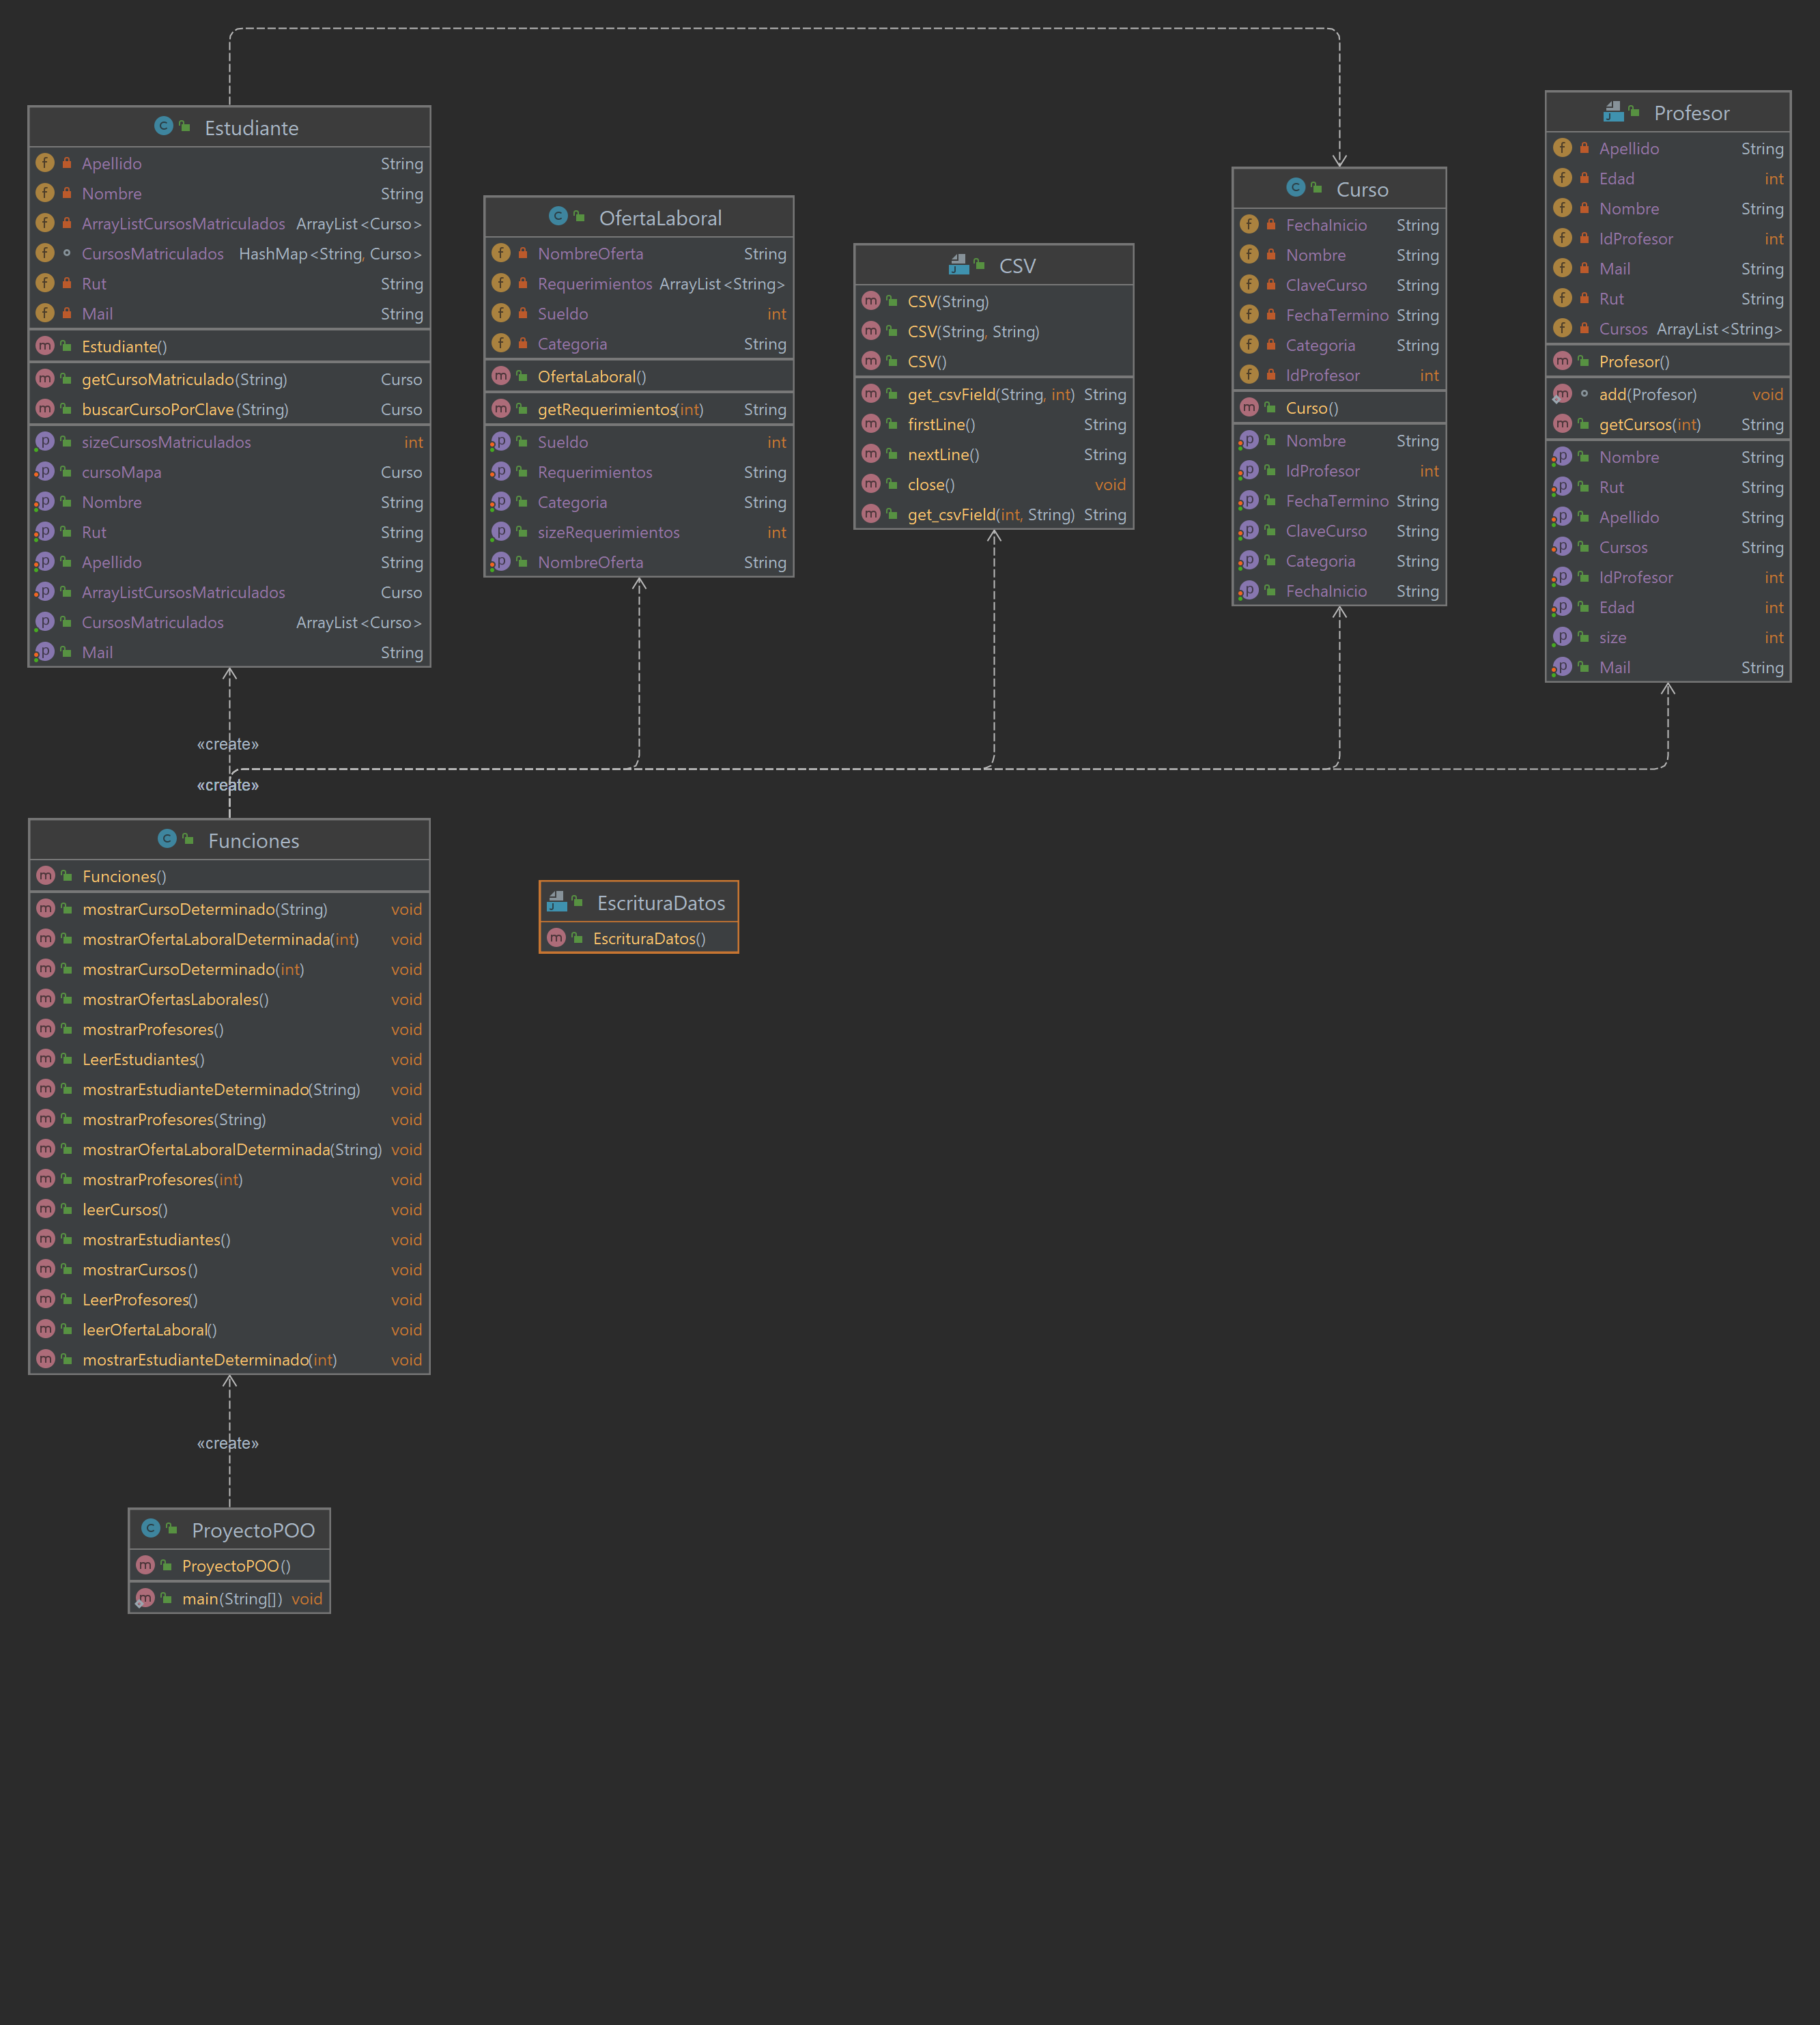 Estudiante
Apellido String
Nombre String
ArrayListCursosMatriculados ArrayList<Curso>
CursosMatriculados HashMap<String, Curso>
Rut String
Mail String
Estudiante()
getCursoMatriculado(String) Curso
buscarCursoPorClave(String) Curso
sizeCursosMatriculados int
cursoMapa Curso
Nombre String
Rut String
Apellido String
ArrayListCursosMatriculados Curso
CursosMatriculados ArrayList<Curso>
Mail String
OfertaLaboral
NombreOferta String
Requerimientos ArrayList<String>
Sueldo int
Categoria String
OfertaLaboral()
getRequerimientos(int) String
Sueldo int
Requerimientos String
Categoria String
sizeRequerimientos int
NombreOferta String
CSV
CSV(String)
CSV(String, String)
CSV()
get_csvField(String, int) String
firstLine() String
nextLine() String
close() void
get_csvField(int, String) String
Curso
FechaInicio String
Nombre String
ClaveCurso String
FechaTermino String
Categoria String
IdProfesor int
Curso()
Nombre String
IdProfesor int
FechaTermino String
ClaveCurso String
Categoria String
FechaInicio String
Profesor
Apellido String
Edad int
Nombre String
IdProfesor int
Mail String
Rut String
Cursos ArrayList<String>
Profesor()
add(Profesor) void
getCursos(int) String
Nombre String
Rut String
Apellido String
Cursos String
IdProfesor int
Edad int
size int
Mail String
«create»
«create»
Funciones
Funciones()
mostrarCursoDeterminado(String) void
mostrarOfertaLaboralDeterminada(int) void
mostrarCursoDeterminado(int) void
mostrarOfertasLaborales() void
mostrarProfesores() void
LeerEstudiantes() void
mostrarEstudianteDeterminado(String) void
mostrarProfesores(String) void
mostrarOfertaLaboralDeterminada(String) void
mostrarProfesores(int) void
leerCursos() void
mostrarEstudiantes() void
mostrarCursos() void
LeerProfesores() void
leerOfertaLaboral() void
mostrarEstudianteDeterminado(int) void
EscrituraDatos
EscrituraDatos()
«create»
ProyectoPOO
ProyectoPOO()
main(String[]) void